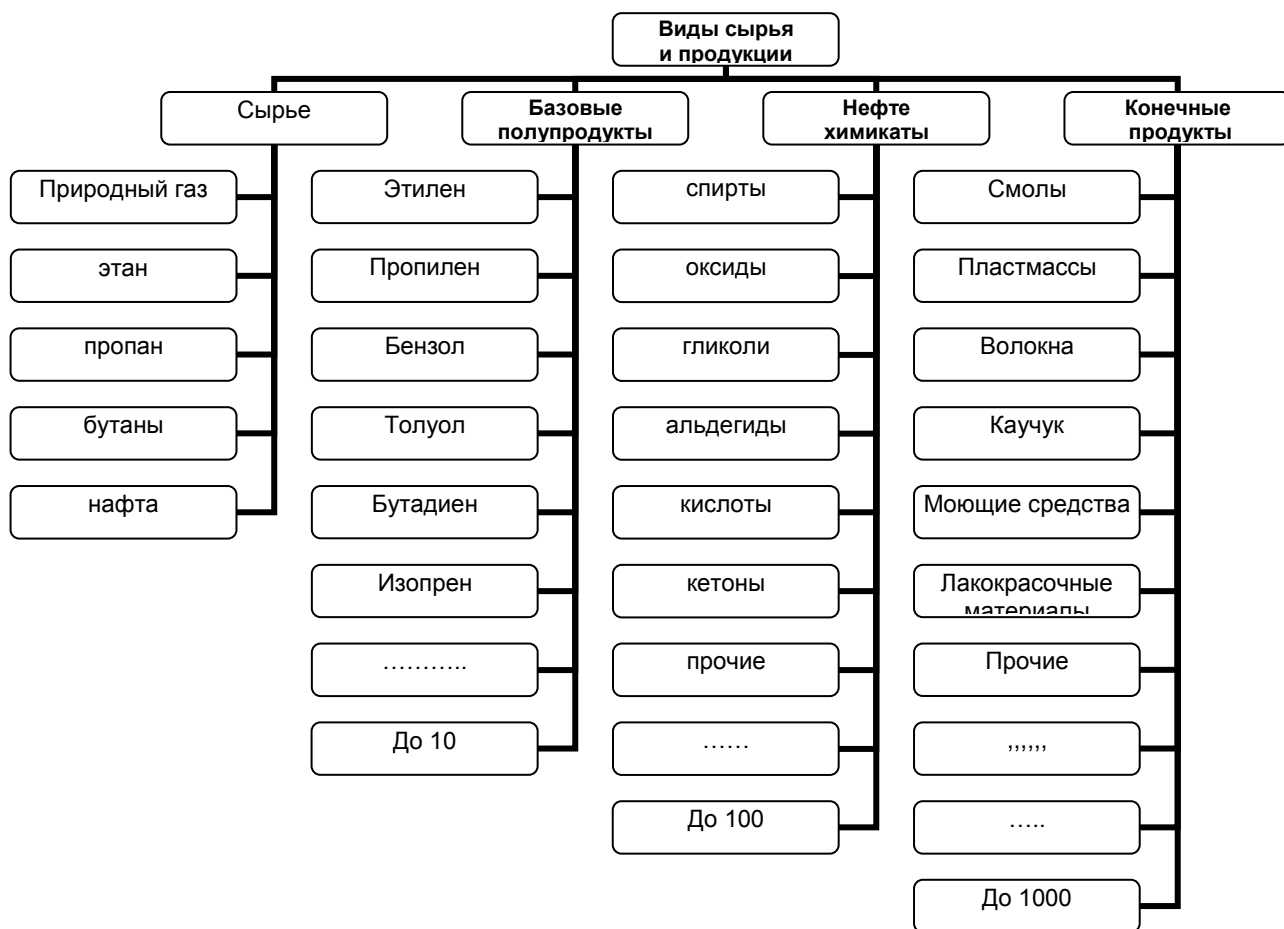 Виды сырья
и продукции
Сырье
Базовые
полупродукты
Нефте
химикаты
Конечные
продукты
Природный газ
этан
пропан
бутаны
нафта
Этилен
Пропилен
Бензол
Толуол
Бутадиен
Изопрен
………..
До 10
спирты
оксиды
гликоли
альдегиды
кислоты
кетоны
прочие
……
До 100
Смолы
Пластмассы
Волокна
Каучук
Моющие средства
Лакокрасочные
материалы
Прочие
,,,,,,
…..
До 1000